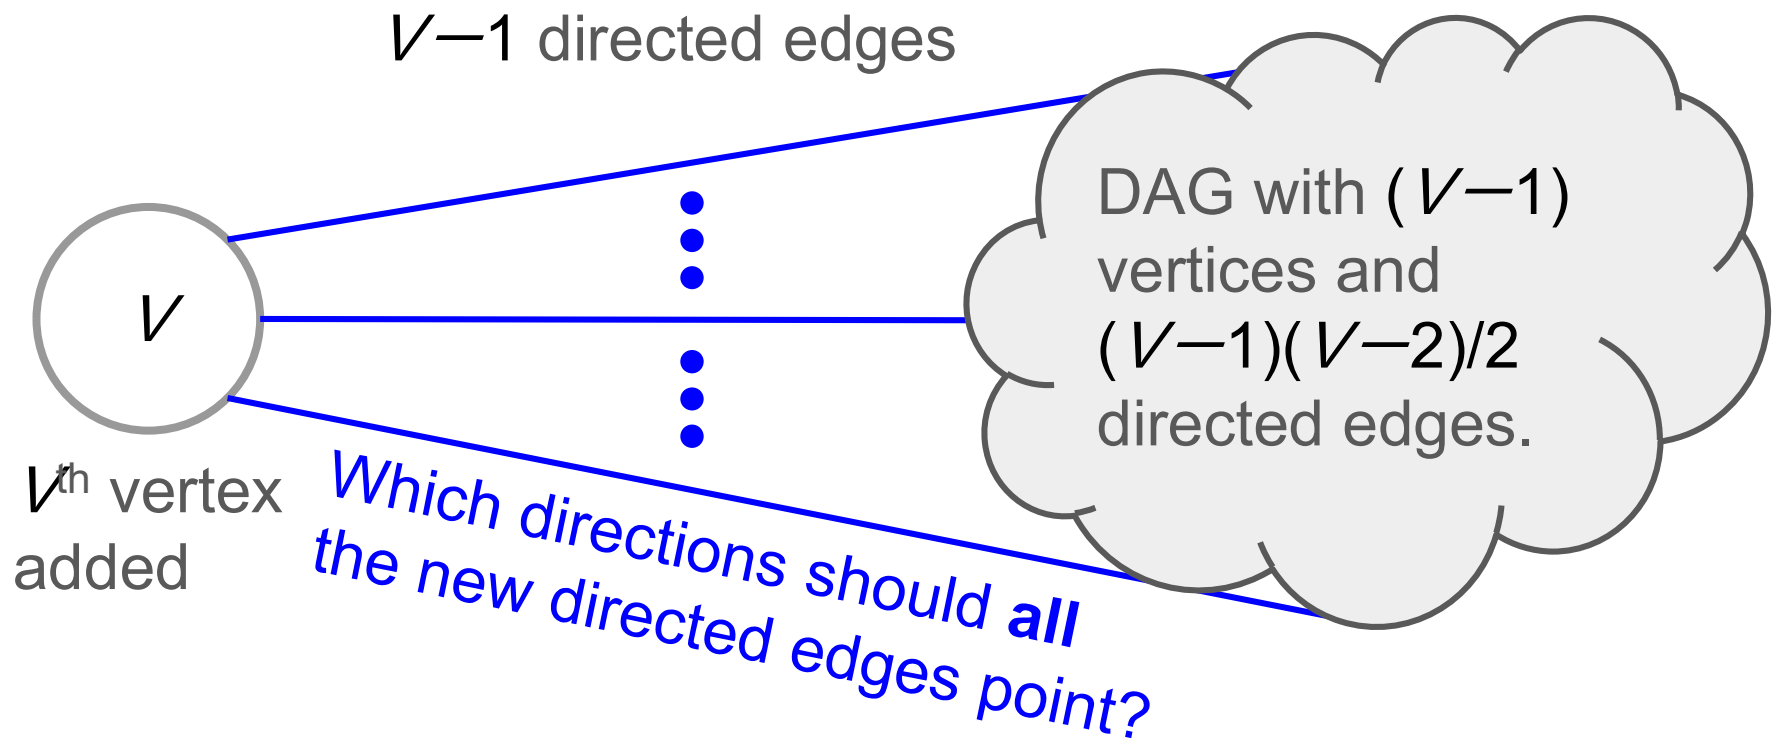 V−1 directed edges
DAG with (V−1)
vertices and
(V−1)(V−2)/2
directed edges.
V
Vth vertex
added
Which directions should all
the new directed edges point?